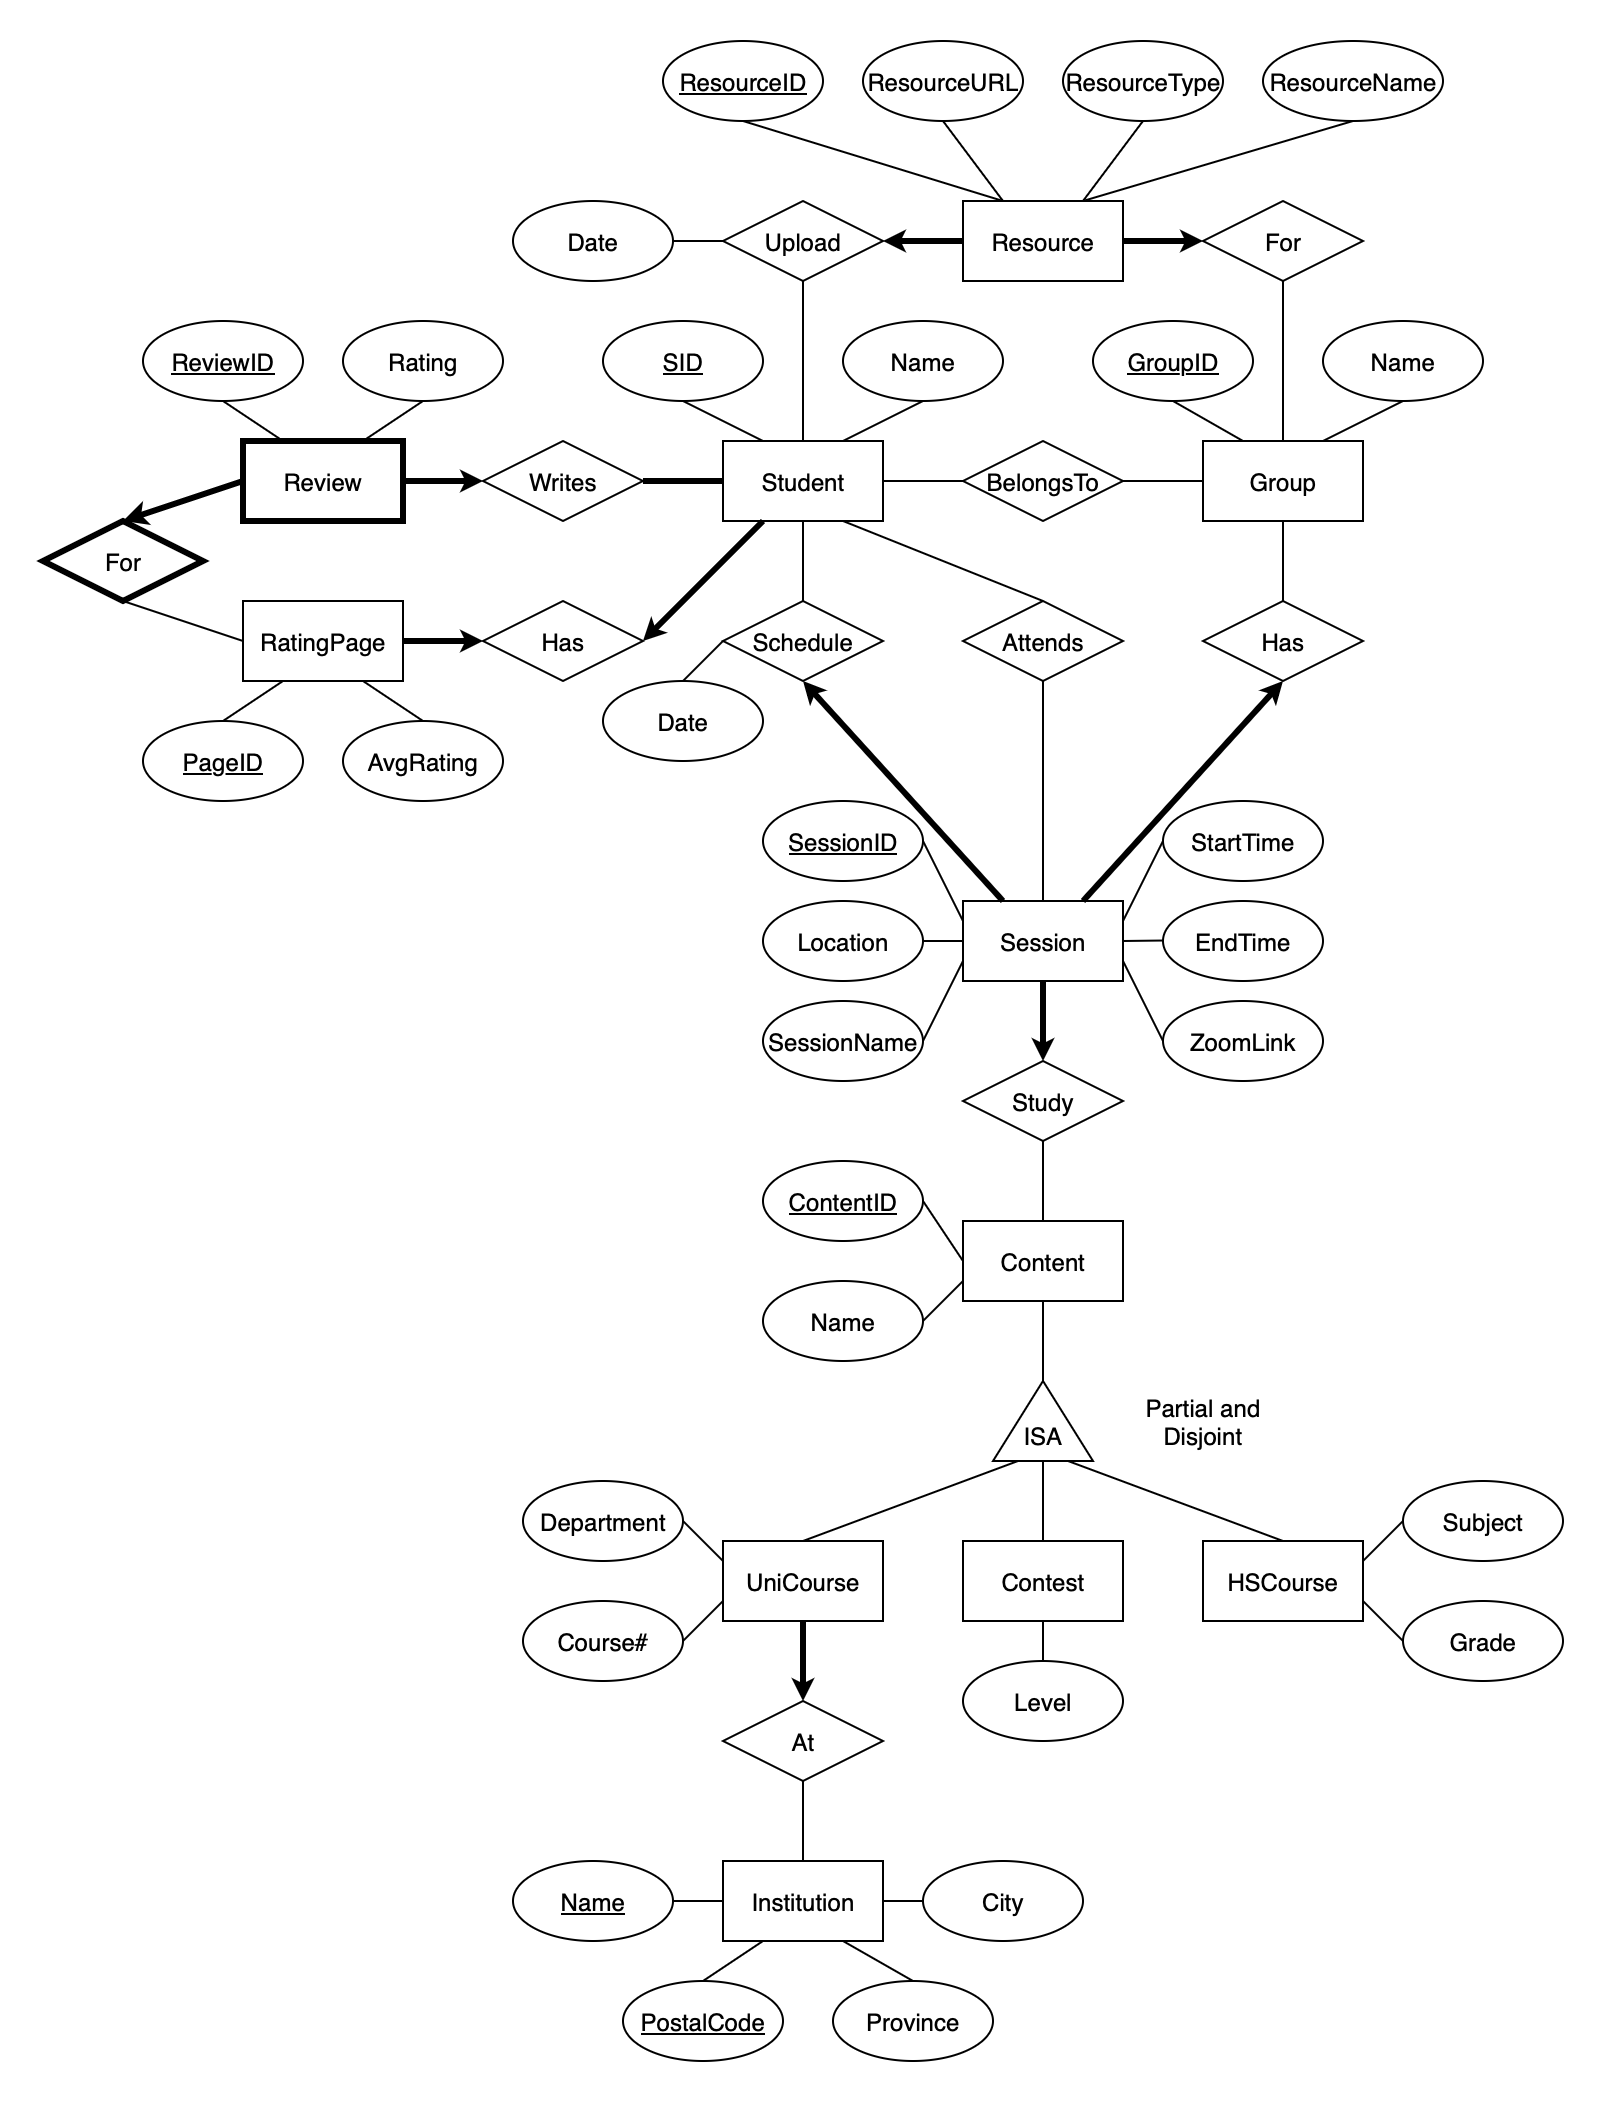 ResourceID
ResourceURL
ResourceType
ResourceName
Date
Upload
Resource
For
ReviewID
Rating
SID
Name
GroupID
Name
Review
Writes
Student
BelongsTo
Group
For
RatingPage
Has
Schedule
Attends
Has
Date
PageID
AvgRating
SessionID
StartTime
Location
Session
EndTime
SessionName
ZoomLink
Study
ContentID
Content
Name
ISA
Partial and
Disjoint
Department
Subject
UniCourse
Contest
HSCourse
Course#
Grade
Level
At
Name
Institution
City
PostalCode
Province